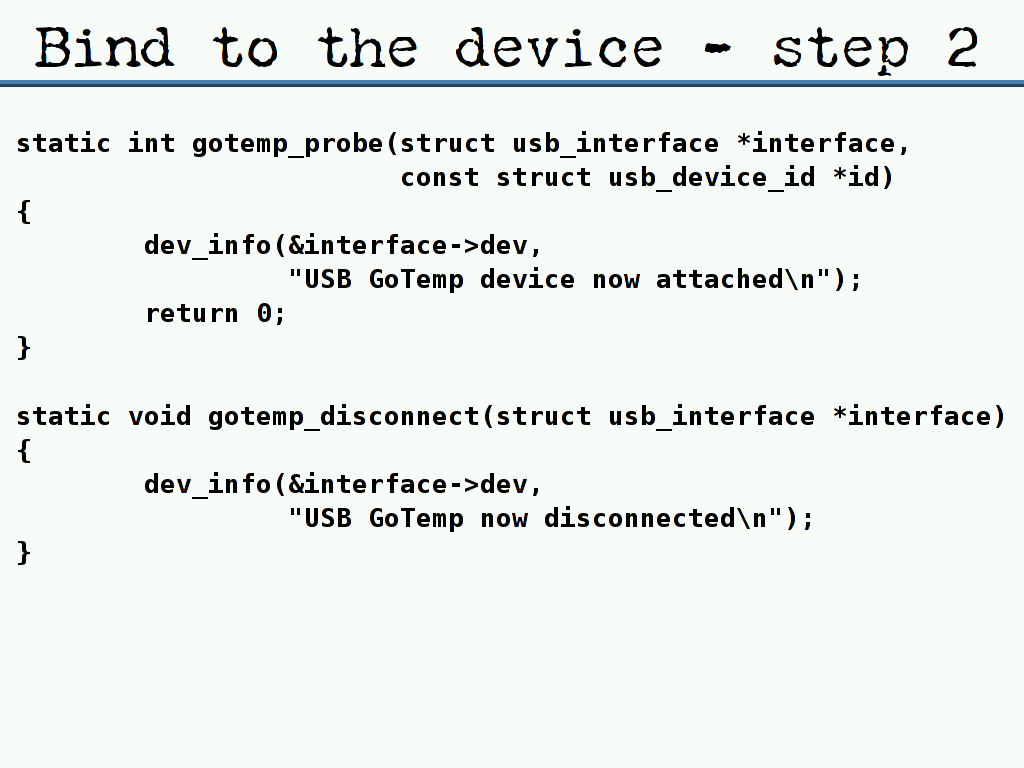 Bind to the device - step 2
static int gotemp_probe(struct usb_interface *interface,
                        const struct usb_device_id *id)
{
        dev_info(&interface->dev,
                 "USB GoTemp device now attached\n");
        return 0;
}

static void gotemp_disconnect(struct usb_interface *interface)
{
        dev_info(&interface->dev,
                 "USB GoTemp now disconnected\n");
}